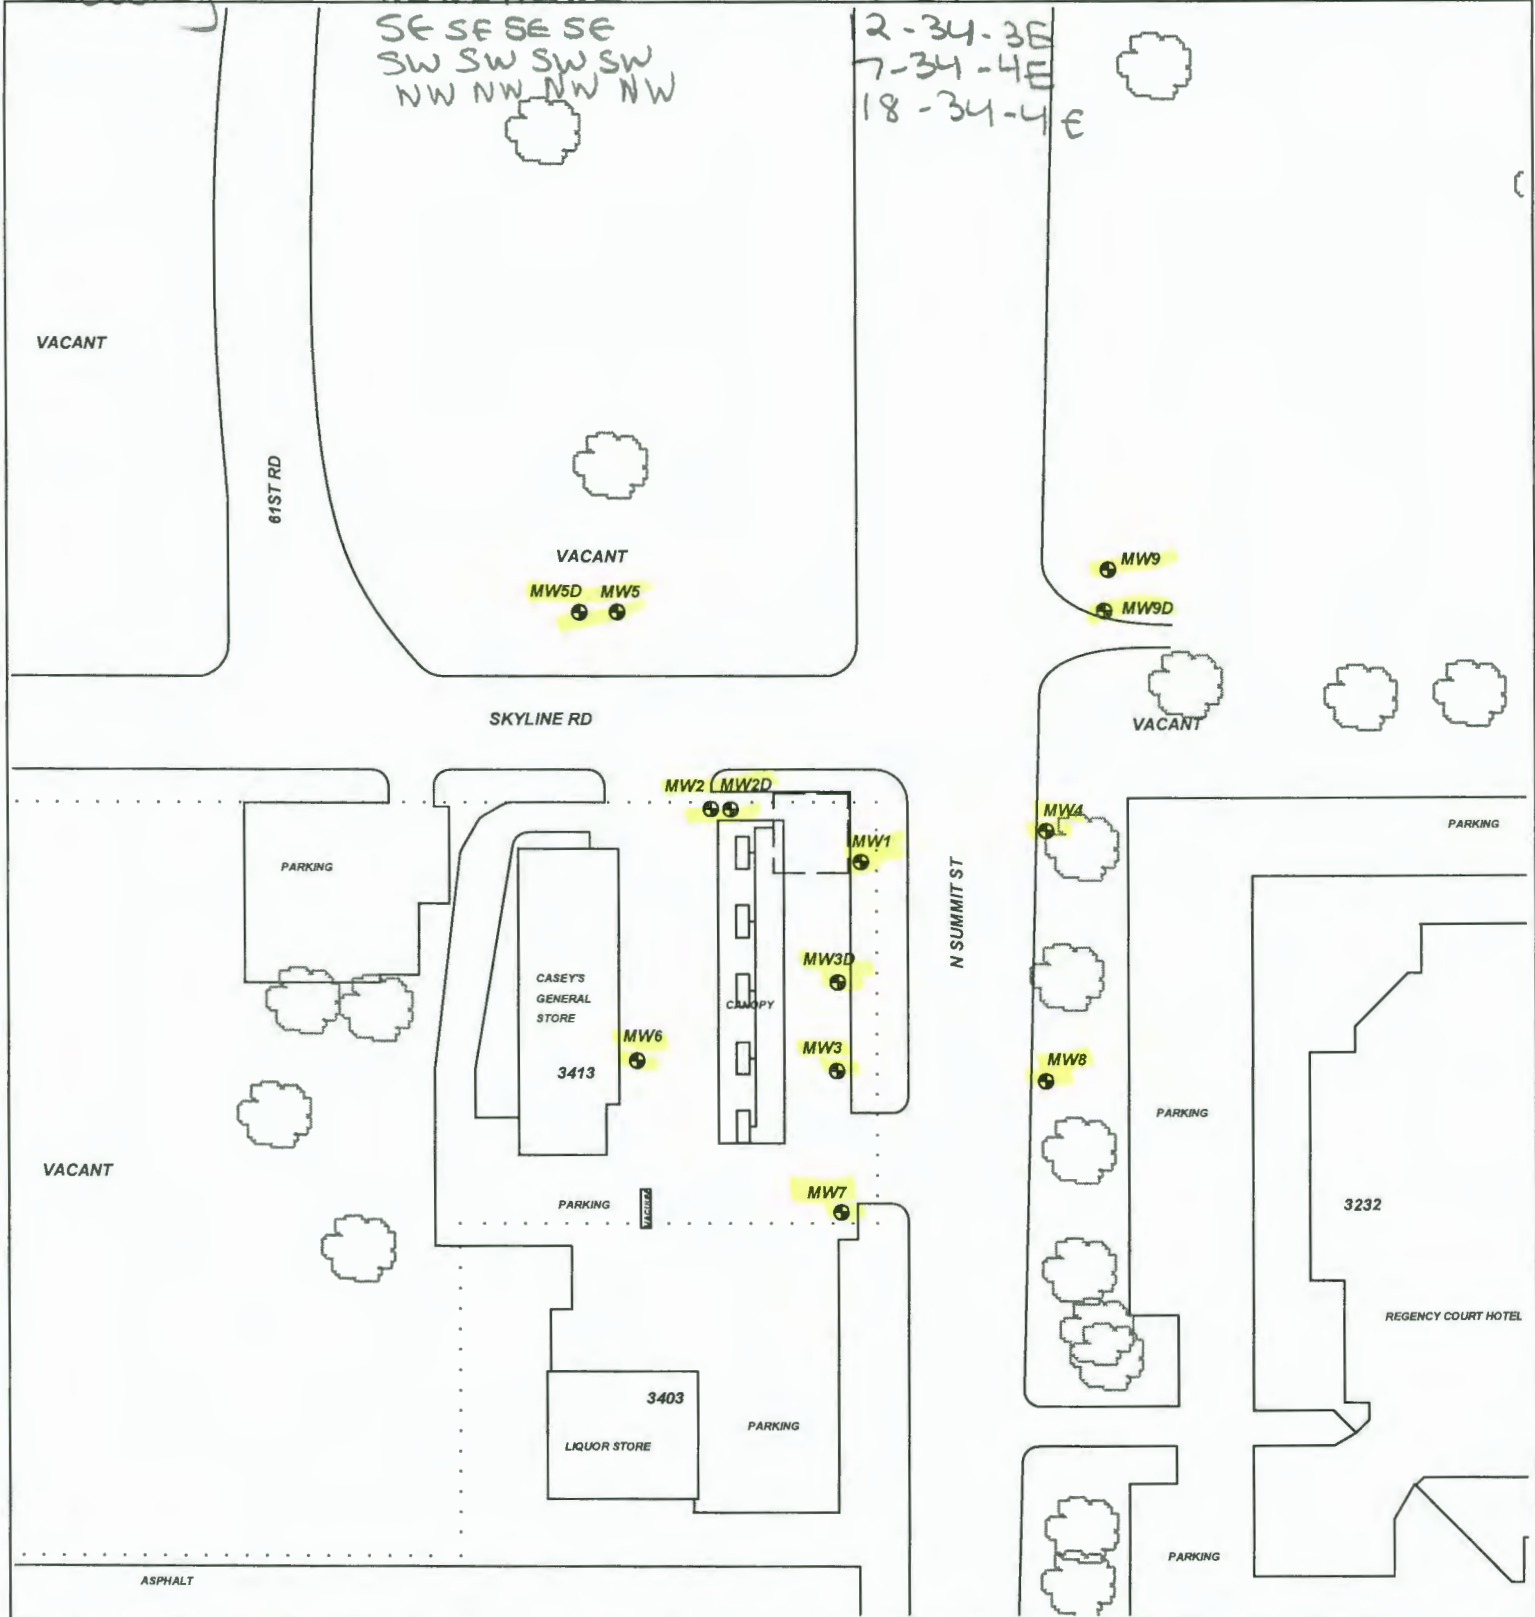 SE SE SE SE
SW SW SW SW
NW NW NW NW
12-34-3E
7-34-4E
18-34-4E
VACANT
61ST RD
VACANT
MW5D MW5
MW9
MW9D
SKYLINE RD
VACANT
MW2 MW2D
MW4
PARKING
MW1
PARKING
N SUMMIT ST
MW3D
CASEY'S
GENERAL
STORE
CANOPY
MW6
MW3
MW8
3413
PARKING
VACANT
MW7
PARKING
VACUUM
3232
REGENCY COURT HOTEL
3403
PARKING
LIQUOR STORE
PARKING
ASPHALT